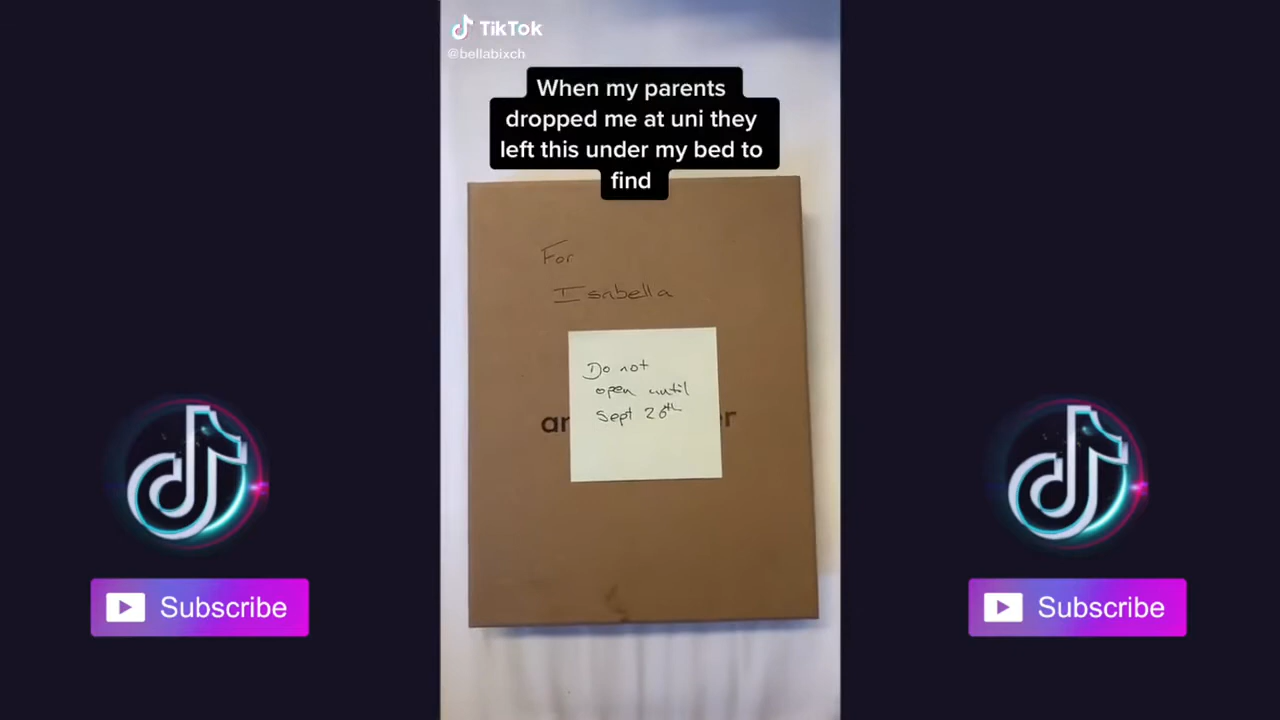 TikTok
@bellabixch
When my parents
dropped me at uni they
left this under my bed to
find
For
Isabella
Do not
open until
Sept 26th
Subscribe
Subscribe